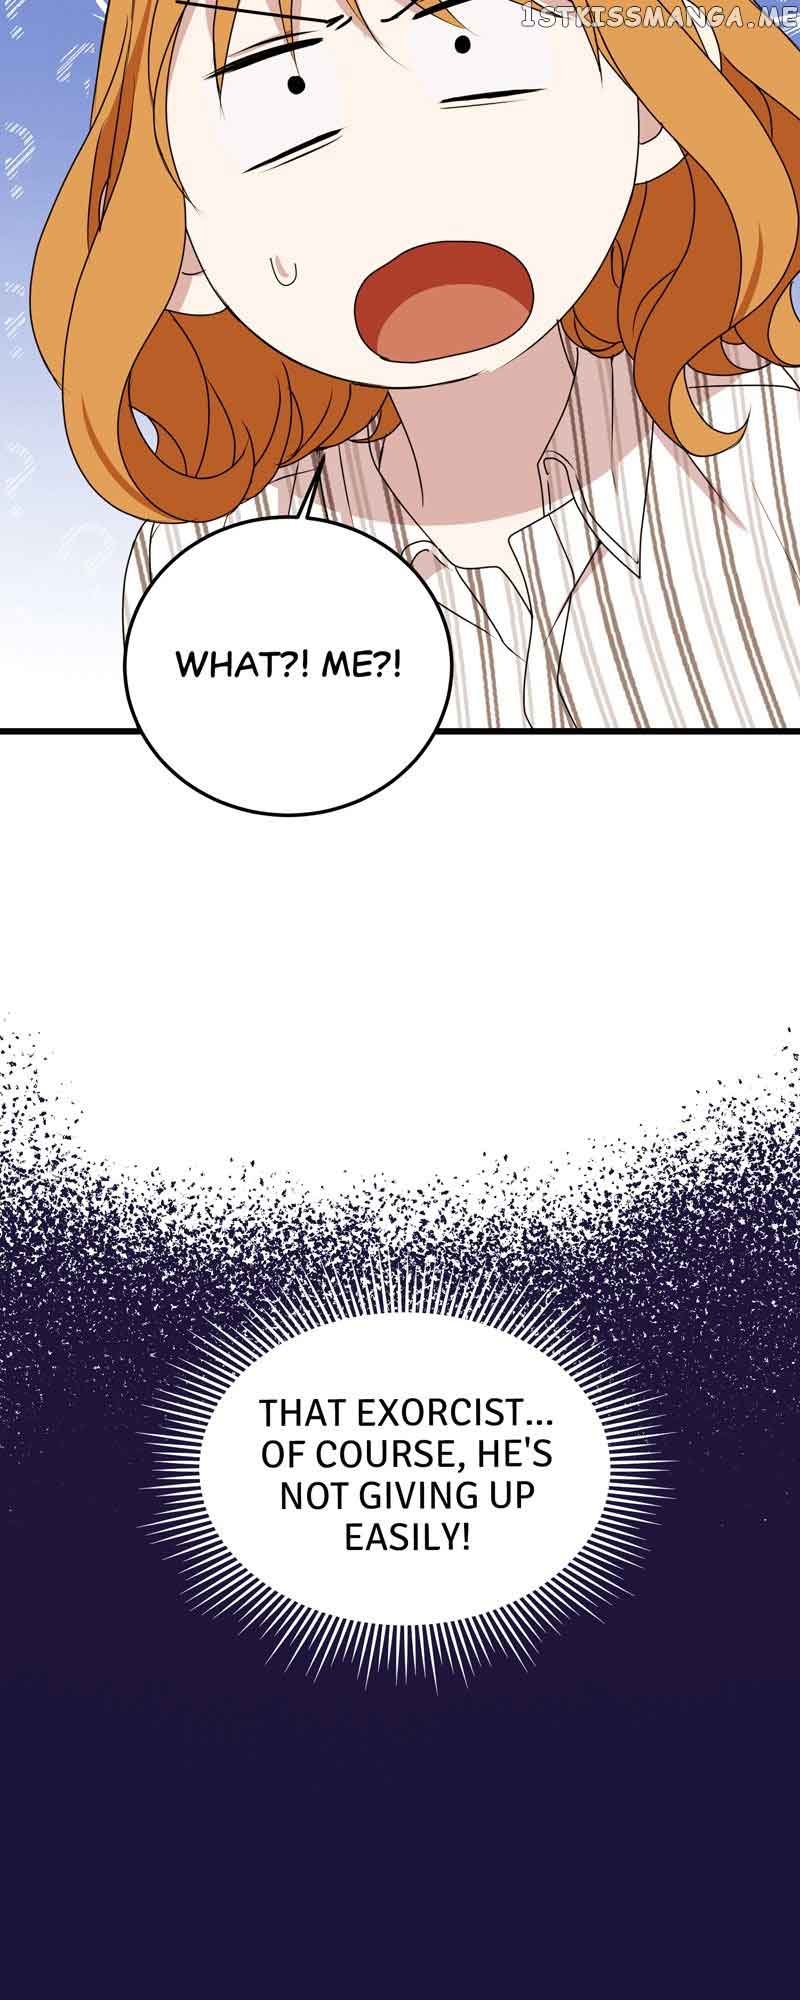 1STKISSMANGA.ME
WHAT?! ME?!
THAT EXORCIST...
OF COURSE, HE'S
NOT GIVING UP
EASILY!